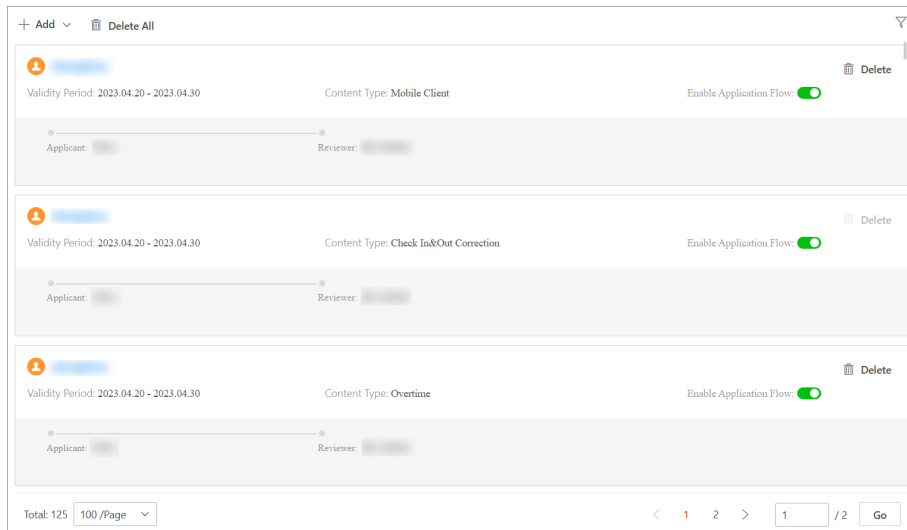 Add Delete All
Delete
Validity Period: 2023.04.20 - 2023.04.30 Content Type: Mobile Client Enable Application Flow:
Applicant: Reviewer:
Delete
Validity Period: 2023.04.20 - 2023.04.30 Content Type: Check In&Out Correction Enable Application Flow:
Applicant: Reviewer:
Delete
Validity Period: 2023.04.20 - 2023.04.30 Content Type: Overtime Enable Application Flow:
Applicant: Reviewer:
Total: 125 100 /Page < 1 2 > 1 / 2 Go